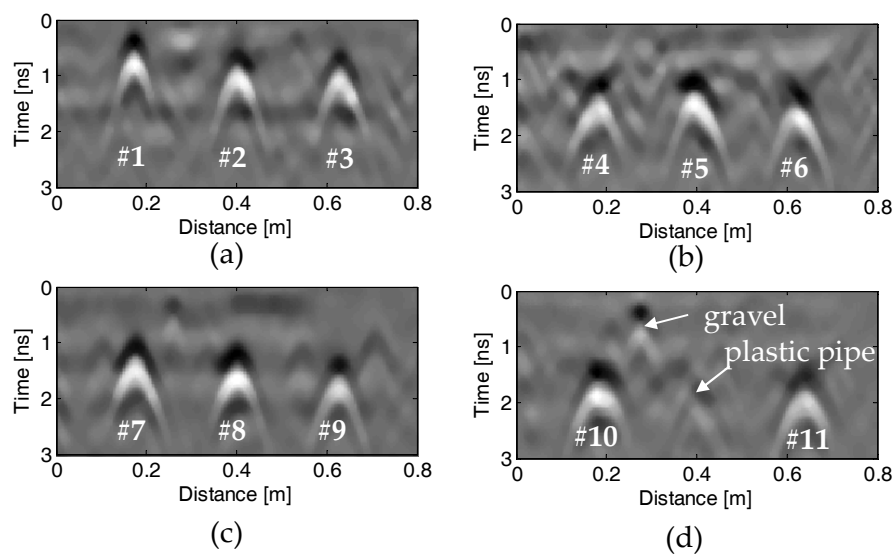 0
1
2
3
Time [ns]
#1 #2 #3
0 0.2 0.4 0.6 0.8
Distance [m]
(a)
0
1
2
3
Time [ns]
#4 #5 #6
0 0.2 0.4 0.6 0.8
Distance [m]
(b)
0
1
2
3
Time [ns]
#7 #8 #9
0 0.2 0.4 0.6 0.8
Distance [m]
(c)
0
1
2
3
Time [ns]
gravel
plastic pipe
#10 #11
0 0.2 0.4 0.6 0.8
Distance [m]
(d)